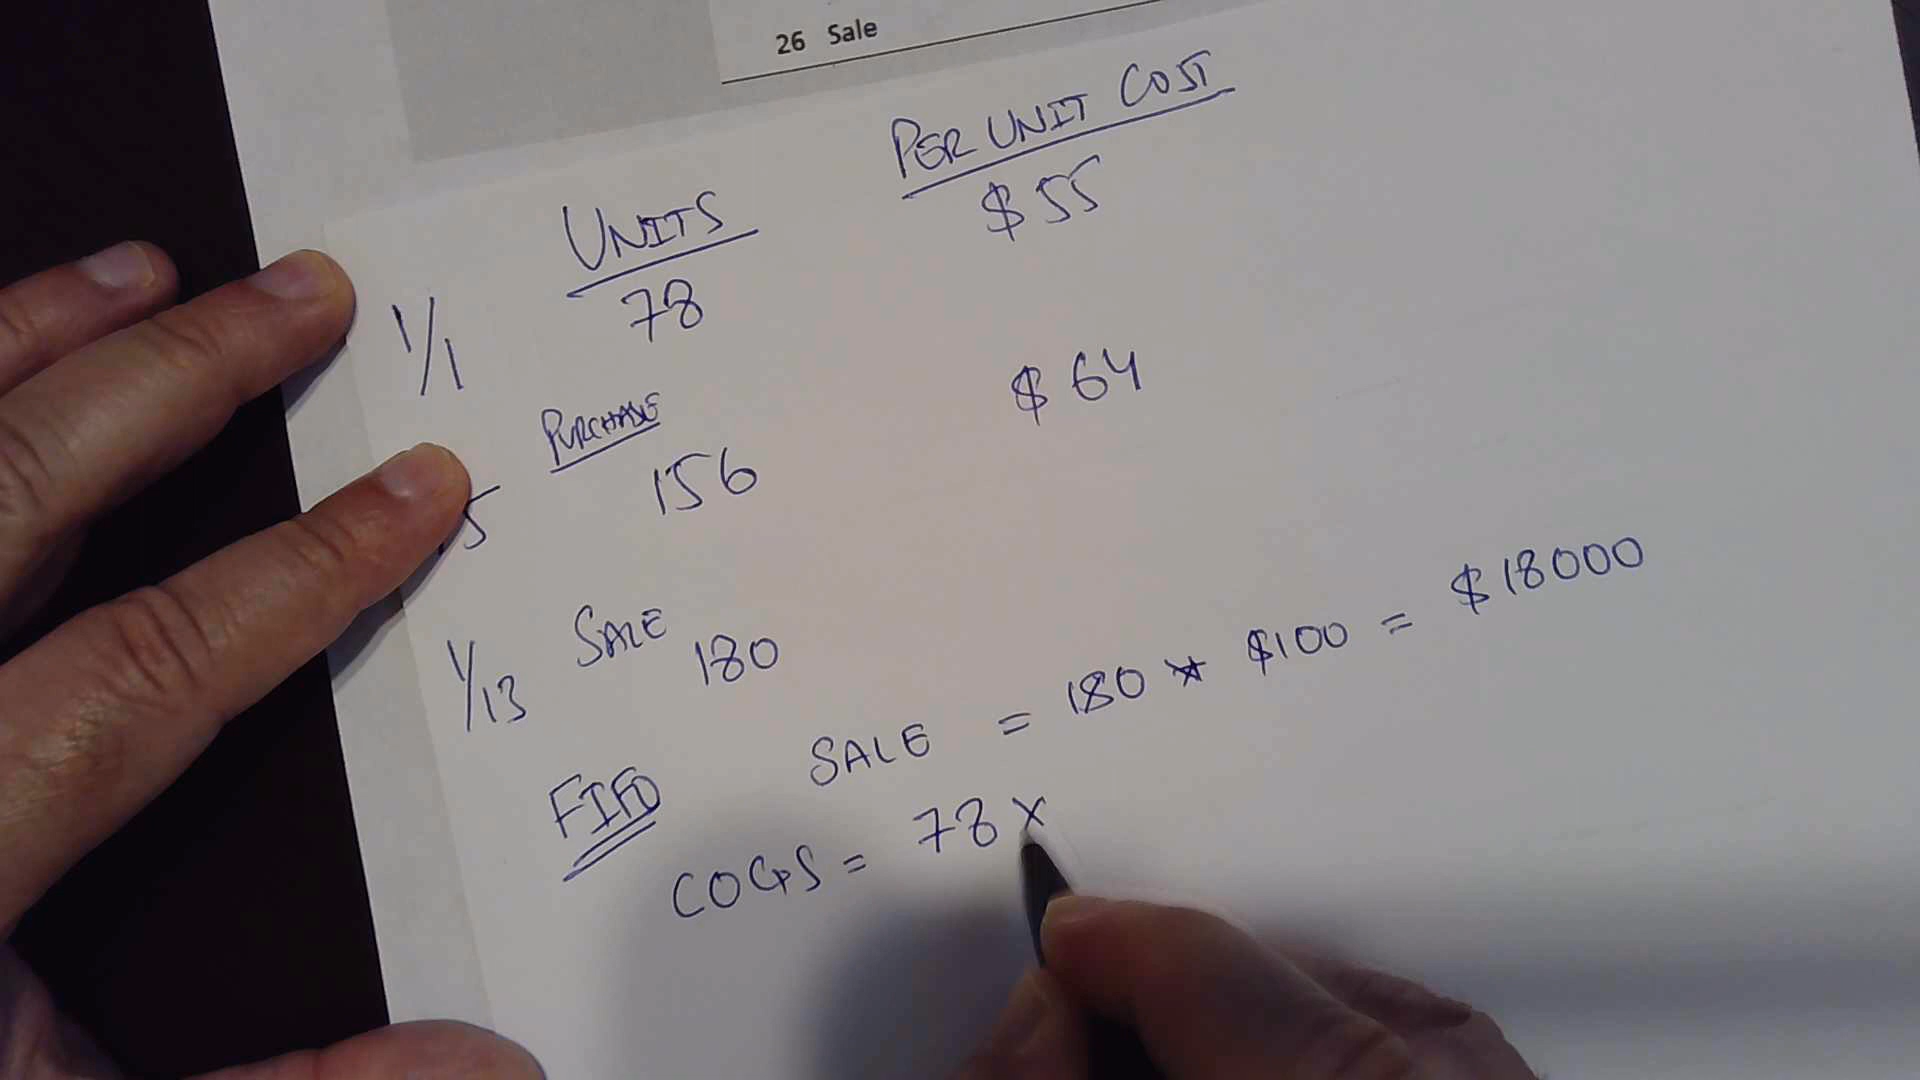 26 Sale
UNITS PER UNIT COST
1/1 78 $55
PURCHASE
5 156 $64
1/13 SALE 180
SALE = 180 * $100 = $18000
FIFO
COGS = 78 x